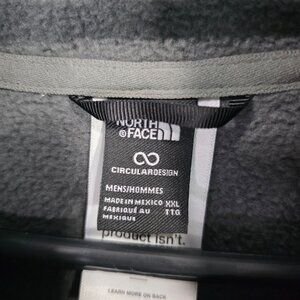 NORTH
FACE
CIRCULARDESIGN
MENS/HOMMES
MADE IN MEXICO XXL
FABRIQUÉ AU TTG
MEXIQUE
product isn't.
LEARN MORE ON BACK